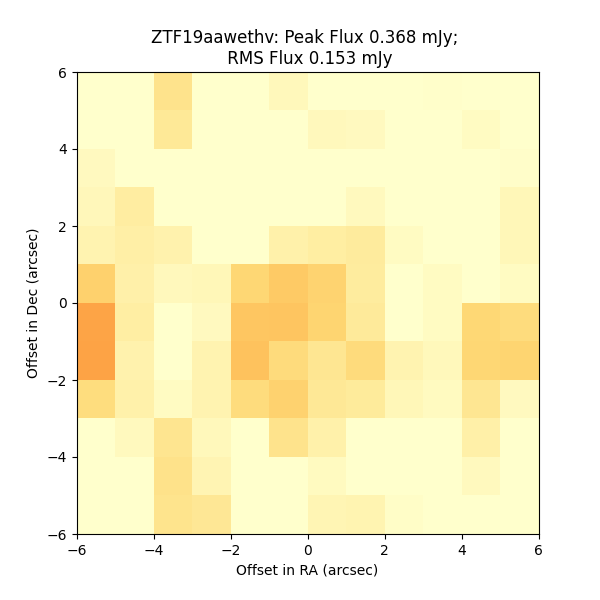 ZTF19aawethv: Peak Flux 0.368 mJy;
RMS Flux 0.153 mJy
6
4
2
0
−2
−4
−6
Offset in Dec (arcsec)
−6 −4 −2 0 2 4 6
Offset in RA (arcsec)